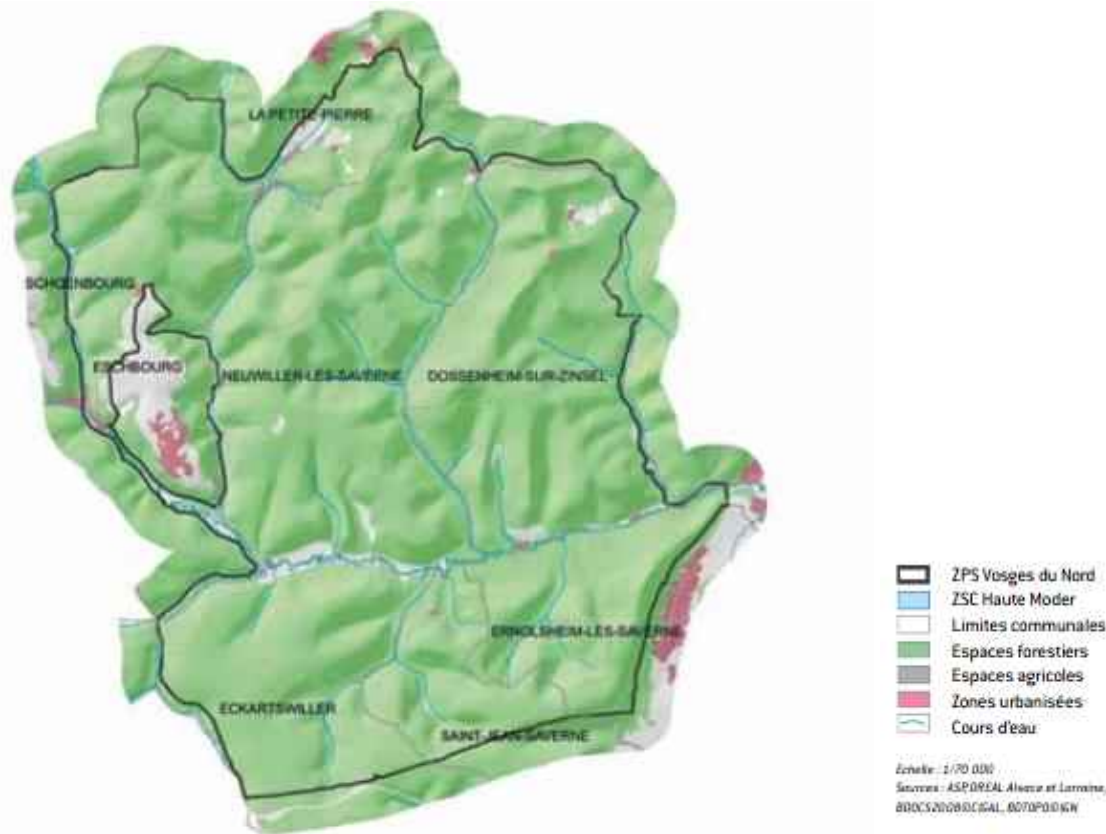 LA PETITE-PIERRE
SCHOENBOURG
ESCHBOURG
NEUWILLER-LES-SAVERNE
DOSSENHEIM-SUR-ZINSEL
ERNOLSHEIM-LES-SAVERNE
ECKARTSWILLER
SAINT-JEAN-SAVERNE
ZPS Vosges du Nord
ZSC Haute Moder
Limites communales
Espaces forestiers
Espaces agricoles
Zones urbanisées
Cours d'eau
Echelle : 1/70 000
Sources : ASP, DREAL Alsace et Lorraine,